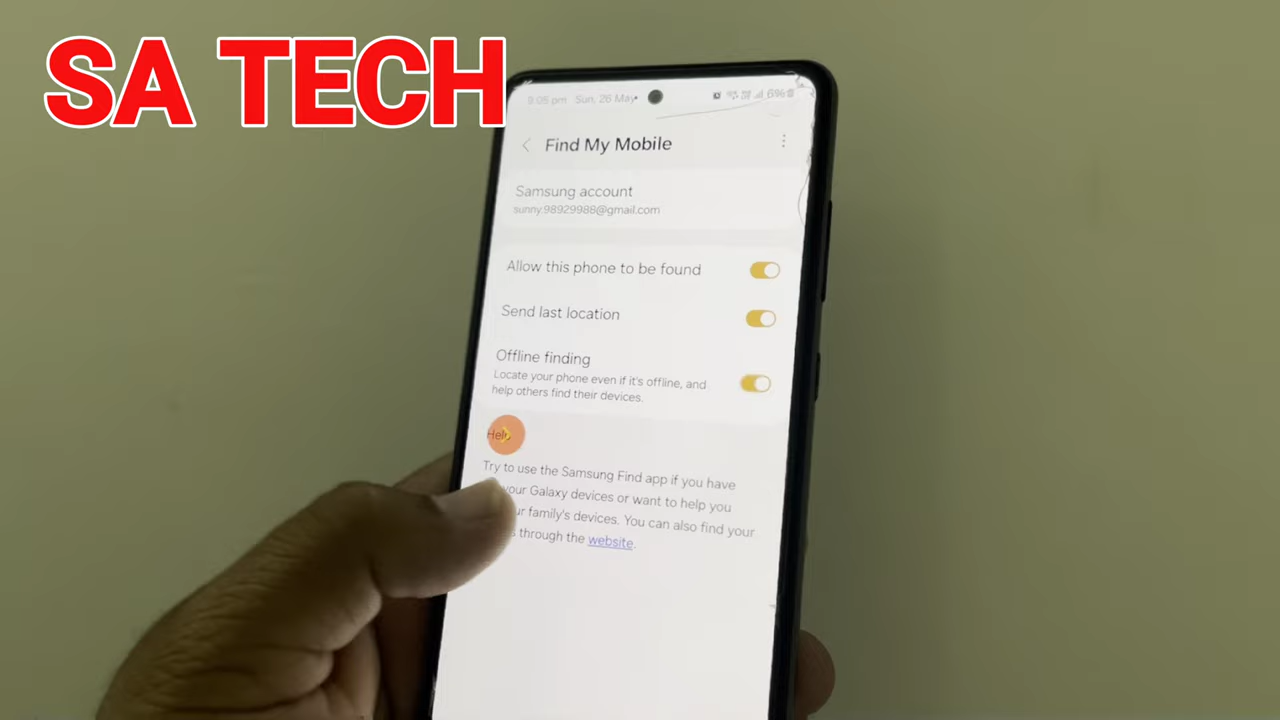 SA TECH
9:05 pm Sun, 26 May
6%
Find My Mobile
Samsung account
sunny.98929988@gmail.com
Allow this phone to be found
Send last location
Offline finding
Locate your phone even if it's offline, and
help others find their devices.
Help
Try to use the Samsung Find app if you have
your Galaxy devices or want to help you
ur family's devices. You can also find your
s through the website.